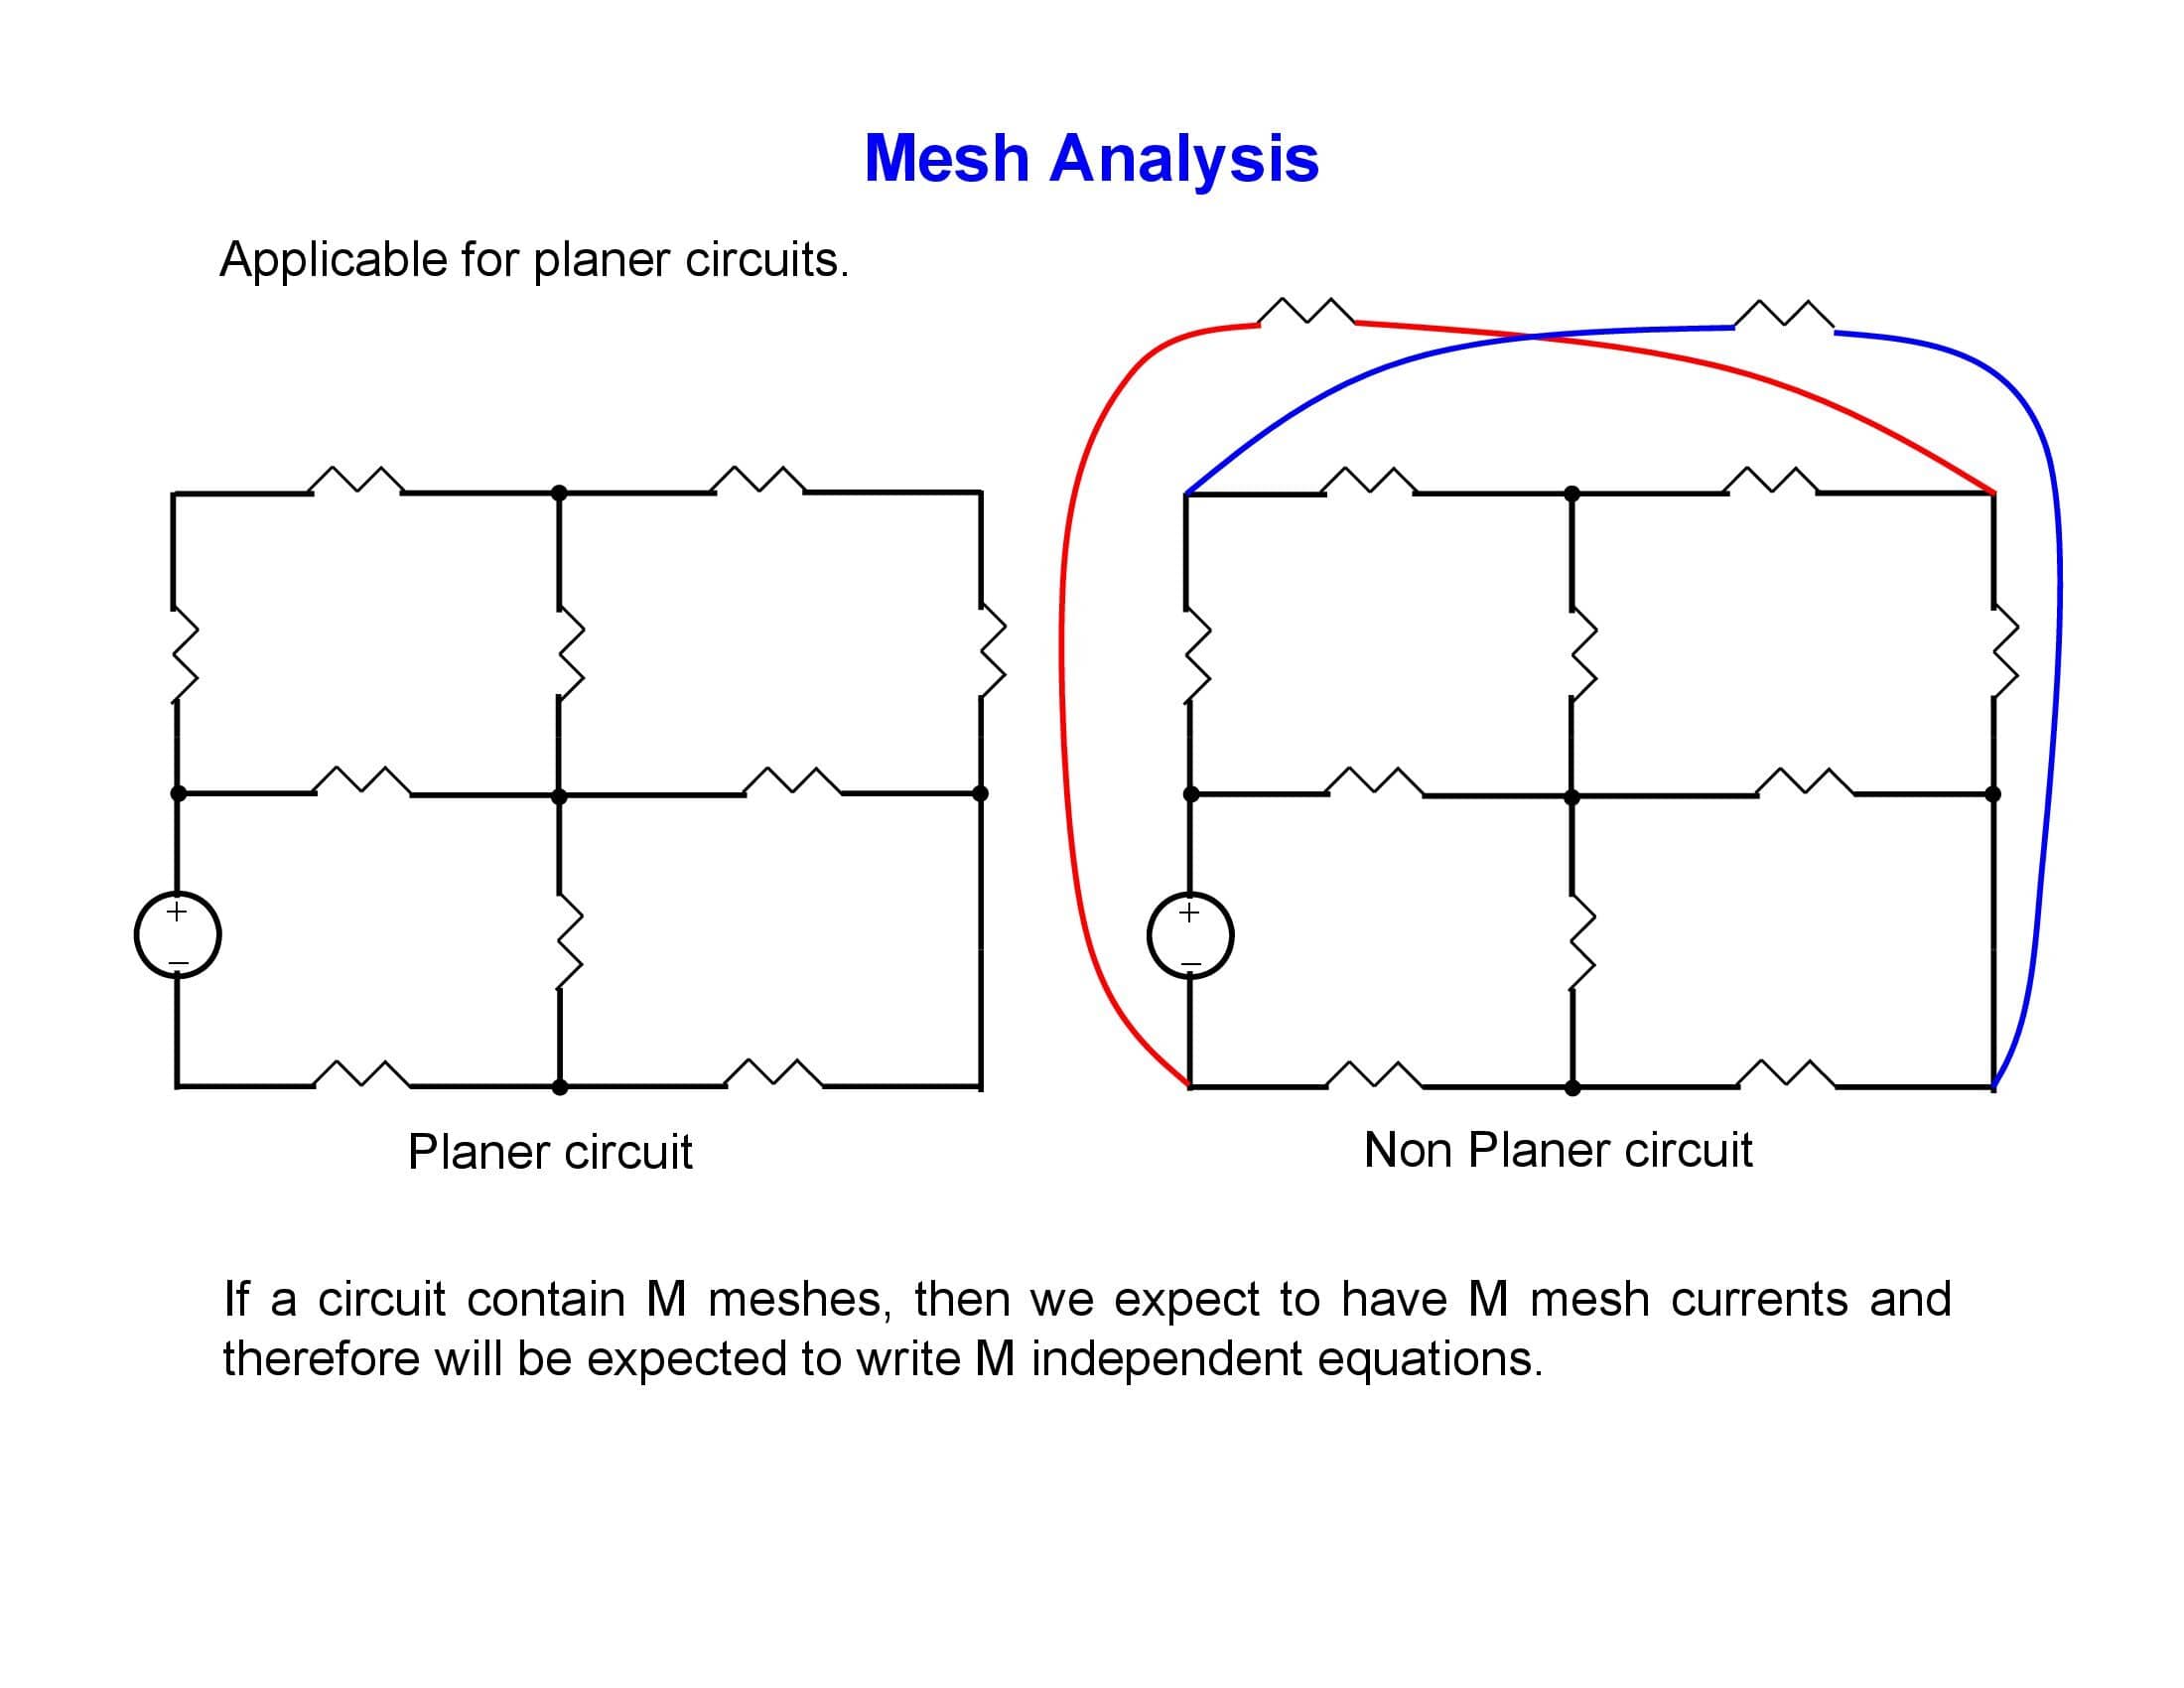 Mesh Analysis
Applicable for planer circuits.
+
−
+
−
Planer circuit
Non Planer circuit
If a circuit contain M meshes, then we expect to have M mesh currents and
therefore will be expected to write M independent equations.